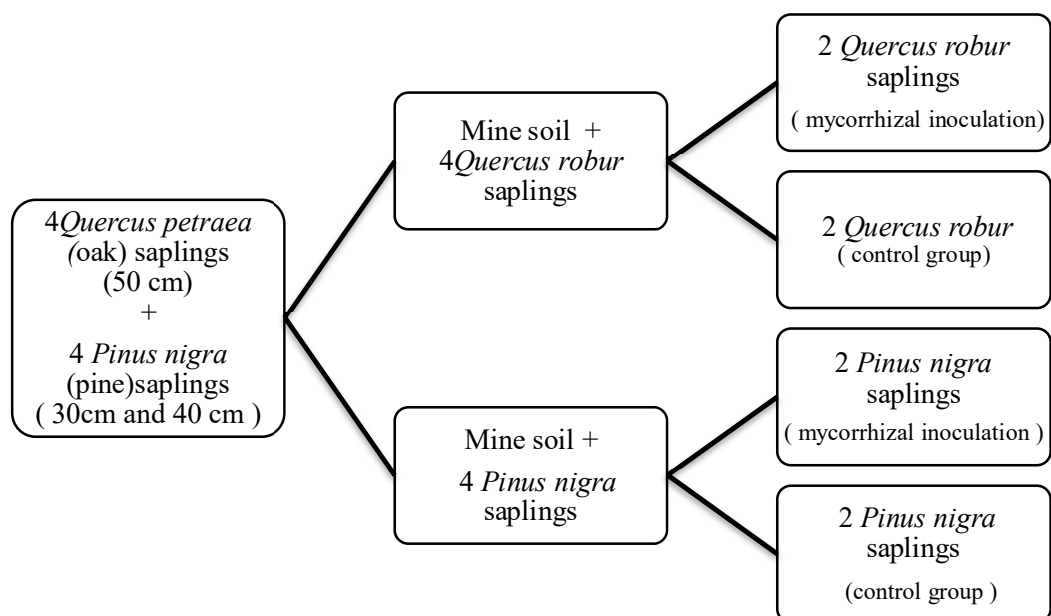 4Quercus petraea
(oak) saplings
(50 cm)
+
4 Pinus nigra
(pine)saplings
( 30cm and 40 cm )
Mine soil +
4Quercus robur
saplings
Mine soil +
4 Pinus nigra
saplings
2 Quercus robur
saplings
( mycorrhizal inoculation)
2 Quercus robur
( control group)
2 Pinus nigra
saplings
( mycorrhizal inoculation )
2 Pinus nigra
saplings
(control group )